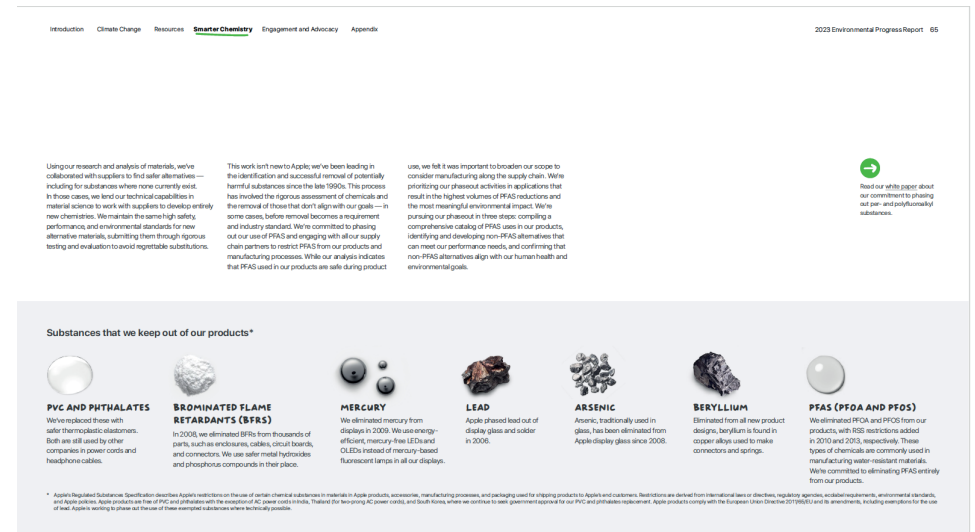 Introduction Climate Change Resources Smarter Chemistry Engagement and Advocacy Appendix
2023 Environmental Progress Report 65
Using our research and analysis of materials, we've
collaborated with suppliers to find safer alternatives —
including for substances where none currently exist.
In those cases, we lend our technical capabilities in
material science to work with suppliers to develop entirely
new chemistries. We maintain the same high safety,
performance, and environmental standards for new
alternative materials, submitting them through rigorous
testing and evaluation to avoid regrettable substitutions.
This work isn't new to Apple; we've been leading in
the identification and successful removal of potentially
harmful substances since the late 1990s. This process
has involved the rigorous assessment of chemicals and
the removal of those that don't align with our goals — in
some cases, before removal becomes a requirement
and industry standard. We're committed to phasing
out our use of PFAS and engaging with all our supply
chain partners to restrict PFAS from our products and
manufacturing processes. While our analysis indicates
that PFAS used in our products are safe during product
use, we felt it was important to broaden our scope to
consider manufacturing along the supply chain. We're
prioritizing our phaseout activities in applications that
result in the highest volumes of PFAS reductions and
the most meaningful environmental impact. We're
pursuing our phaseout in three steps: compiling a
comprehensive catalog of PFAS uses in our products,
identifying and developing non-PFAS alternatives that
can meet our performance needs, and confirming that
non-PFAS alternatives align with our human health and
environmental goals.
Read our white paper about
our commitment to phasing
out per- and polyfluoroalkyl
substances.
Substances that we keep out of our products*
PVC AND PHTHALATES
We've replaced these with
safer thermoplastic elastomers.
Both are still used by other
companies in power cords and
headphone cables.
BROMINATED FLAME
RETARDANTS (BFRS)
In 2008, we eliminated BFRs from thousands of
parts, such as enclosures, cables, circuit boards,
and connectors. We use safer metal hydroxides
and phosphorus compounds in their place.
MERCURY
We eliminated mercury from
displays in 2009. We use energy-
efficient, mercury-free LEDs and
OLEDs instead of mercury-based
fluorescent lamps in all our displays.
LEAD
Apple phased lead out of
display glass and solder
in 2006.
ARSENIC
Arsenic, traditionally used in
glass, has been eliminated from
Apple display glass since 2008.
BERYLLIUM
Eliminated from all new product
designs, beryllium is found in
copper alloys used to make
connectors and springs.
PFAS (PFOA AND PFOS)
We eliminated PFOA and PFOS from our
products, with RSS restrictions added
in 2010 and 2013, respectively. These
types of chemicals are commonly used in
manufacturing water-resistant materials.
We're committed to eliminating PFAS entirely
from our products.
* Apple's Regulated Substances Specification describes Apple's restrictions on the use of certain chemical substances in materials in Apple products, accessories, manufacturing processes, and packaging used for shipping products to Apple's end customers. Restrictions are derived from international laws or directives, regulatory agencies, ecolabel requirements, environmental standards,
and Apple policies. Apple products are free of PVC and phthalates with the exception of AC power cords in India, Thailand (for two-prong AC power cords), and South Korea, where we continue to seek government approval for our PVC and phthalates replacement. Apple products comply with the European Union Directive 2011/65/EU and its amendments, including exemptions for the use
of lead. Apple is working to phase out the use of these exempted substances where technically possible.